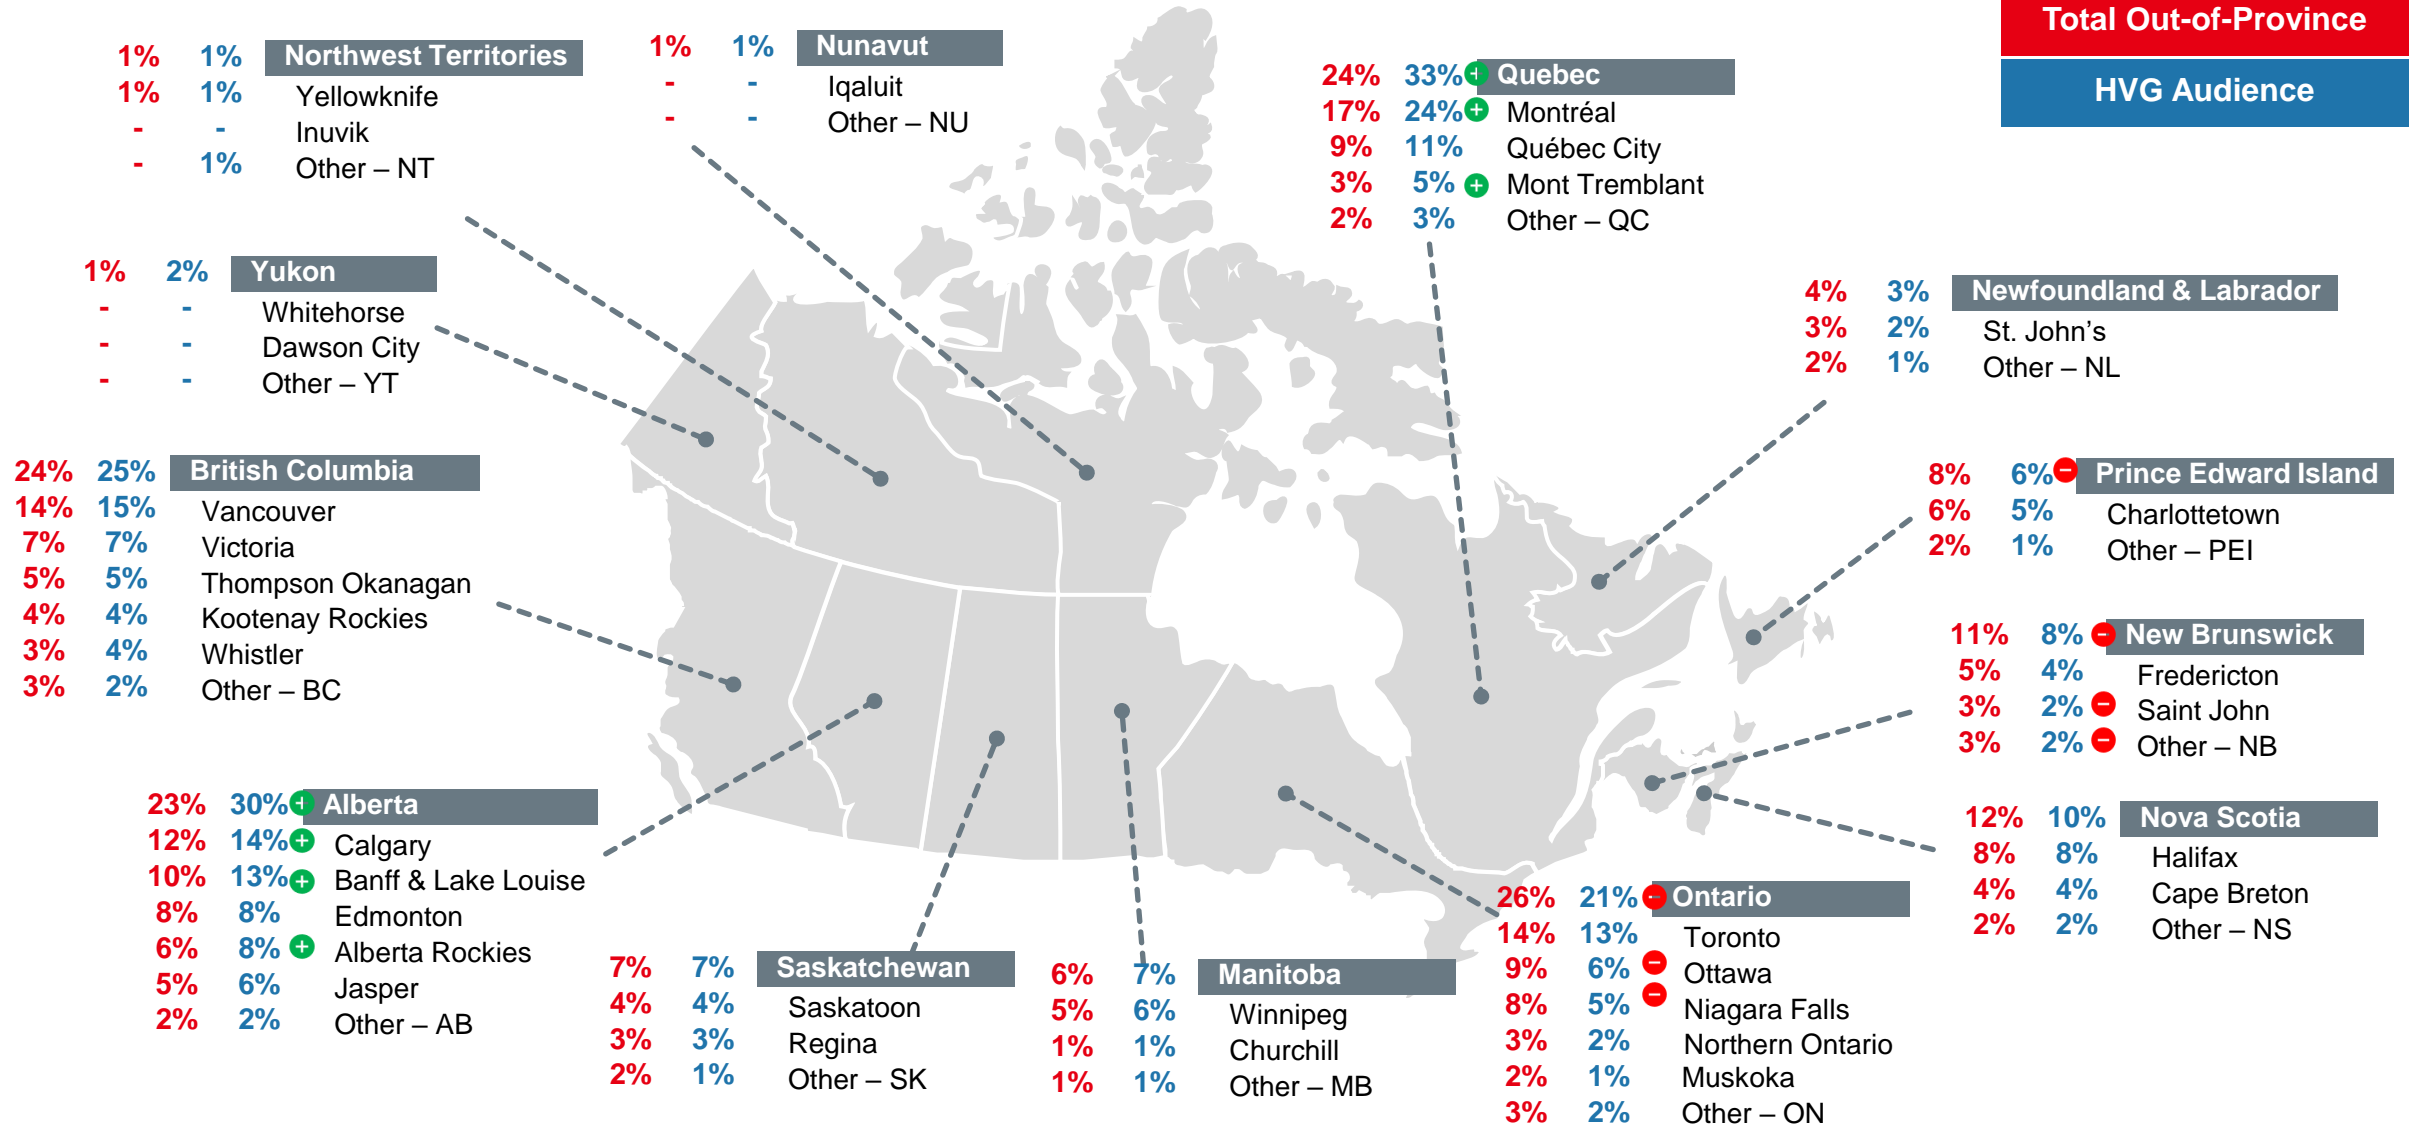 Total Out-of-Province
HVG Audience
1% 1% Northwest Territories
1% 1% Yellowknife
- - Inuvik
- 1% Other – NT
1% 1% Nunavut
- - Iqaluit
- - Other – NU
24% 33% + Quebec
17% 24% + Montréal
9% 11% Québec City
3% 5% + Mont Tremblant
2% 3% Other – QC
1% 2% Yukon
- - Whitehorse
- - Dawson City
- - Other – YT
4% 3% Newfoundland & Labrador
3% 2% St. John’s
2% 1% Other – NL
24% 25% British Columbia
14% 15% Vancouver
7% 7% Victoria
5% 5% Thompson Okanagan
4% 4% Kootenay Rockies
3% 4% Whistler
3% 2% Other – BC
8% 6% − Prince Edward Island
6% 5% Charlottetown
2% 1% Other – PEI
11% 8% − New Brunswick
5% 4% Fredericton
3% 2% − Saint John
3% 2% − Other – NB
23% 30% + Alberta
12% 14% + Calgary
10% 13% + Banff & Lake Louise
8% 8% Edmonton
6% 8% + Alberta Rockies
5% 6% Jasper
2% 2% Other – AB
12% 10% Nova Scotia
8% 8% Halifax
4% 4% Cape Breton
2% 2% Other – NS
7% 7% Saskatchewan
4% 4% Saskatoon
3% 3% Regina
2% 1% Other – SK
6% 7% Manitoba
5% 6% Winnipeg
1% 1% Churchill
1% 1% Other – MB
26% 21% − Ontario
14% 13% Toronto
9% 6% − Ottawa
8% 5% − Niagara Falls
3% 2% Northern Ontario
2% 1% Muskoka
3% 2% Other – ON